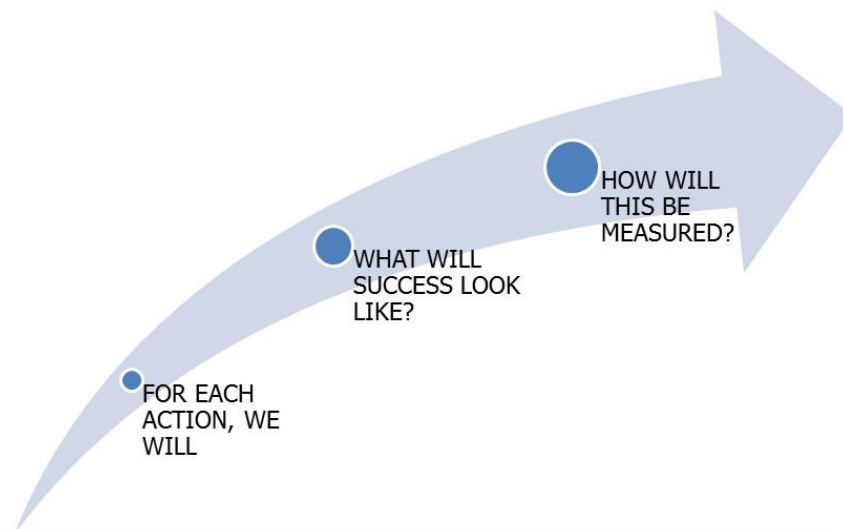 HOW WILL
THIS BE
MEASURED?
WHAT WILL
SUCCESS LOOK
LIKE?
FOR EACH
ACTION, WE
WILL